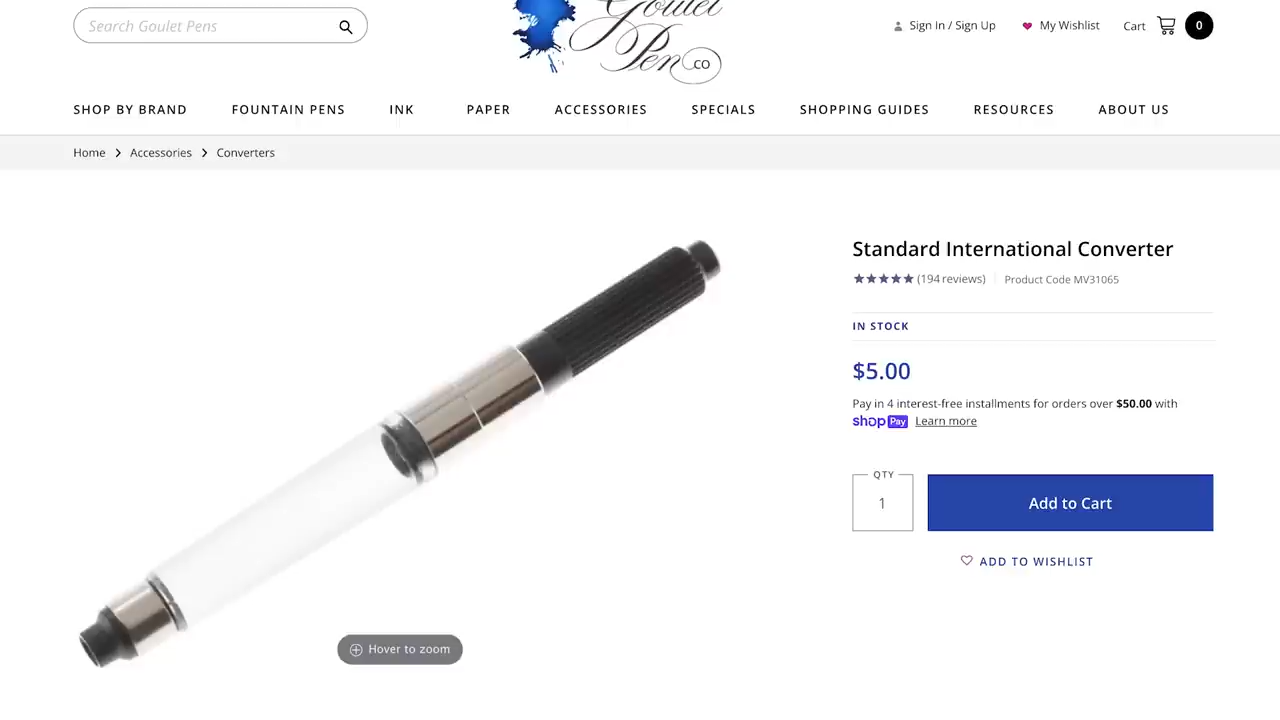 Search Goulet Pens
Goulet
Pen co
Sign In / Sign Up
My Wishlist
Cart
0
SHOP BY BRAND
FOUNTAIN PENS
INK
PAPER
ACCESSORIES
SPECIALS
SHOPPING GUIDES
RESOURCES
ABOUT US
Home > Accessories > Converters
Standard International Converter
(194 reviews)
Product Code MV31065
IN STOCK
$5.00
Pay in 4 interest-free installments for orders over $50.00 with
shop Pay Learn more
QTY
1
Add to Cart
ADD TO WISHLIST
Hover to zoom